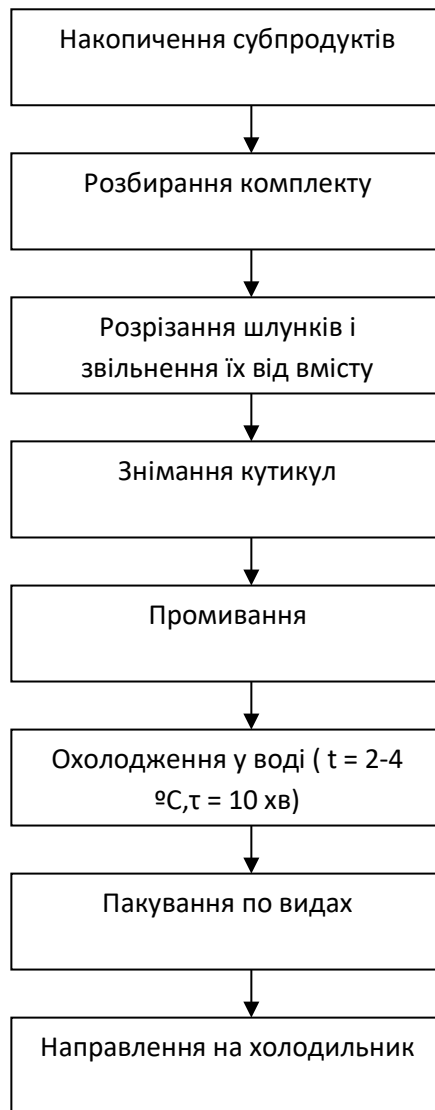 Накопичення субпродуктів
Розбирання комплекту
Розрізання шлунків і
звільнення їх від вмісту
Знімання кутикул
Промивання
Охолодження у воді ( t = 2-4
ºС,τ = 10 хв)
Пакування по видах
Направлення на холодильник